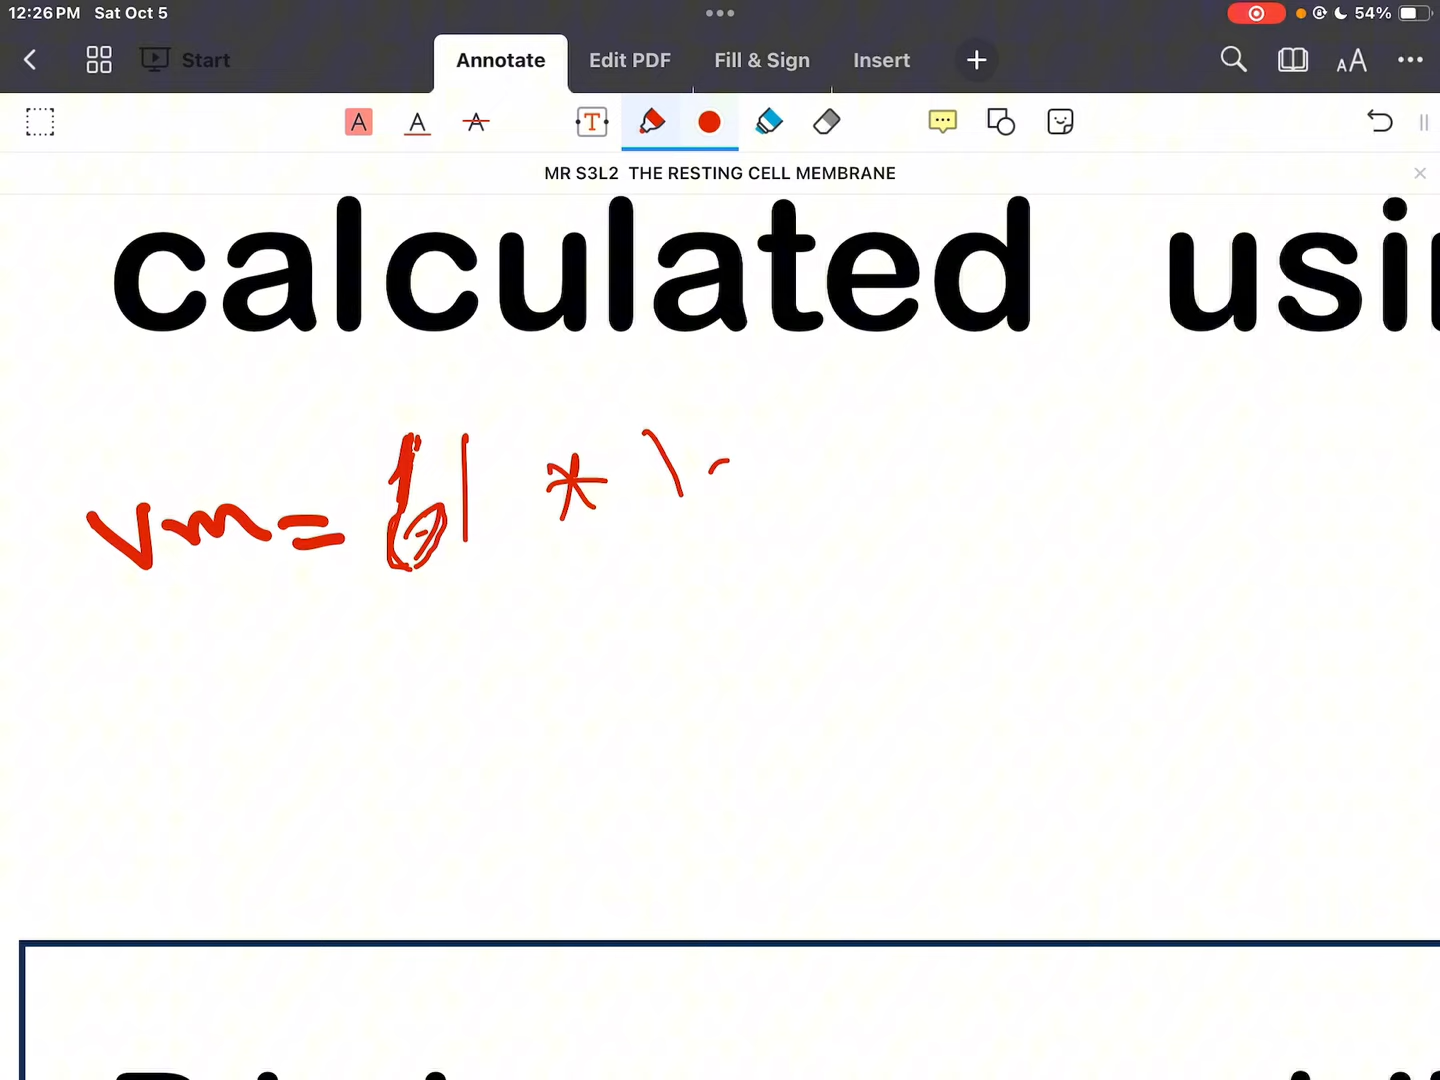 12:26 PM Sat Oct 5
54%
Start
Annotate
Edit PDF
Fill & Sign
Insert
MR S3L2 THE RESTING CELL MEMBRANE
calculated
vm= 61 *